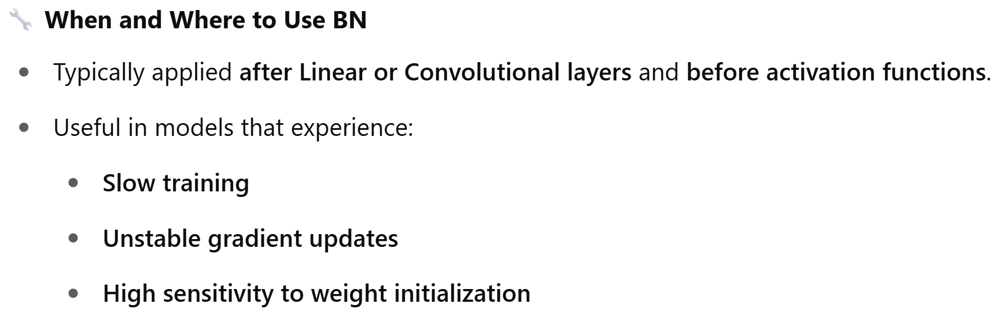 🔧 When and Where to Use BN
• Typically applied after Linear or Convolutional layers and before activation functions.
• Useful in models that experience:
• Slow training
• Unstable gradient updates
• High sensitivity to weight initialization